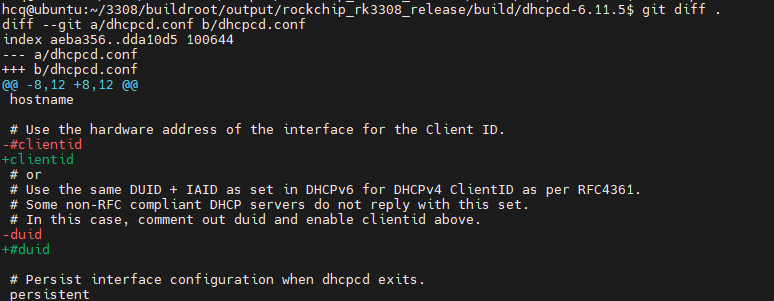 hcq@ubuntu:~/3308/buildroot/output/rockchip_rk3308_release/build/dhcpcd-6.11.5$ git diff .
diff --git a/dhcpcd.conf b/dhcpcd.conf
index aeba356..dda10d5 100644
--- a/dhcpcd.conf
+++ b/dhcpcd.conf
@@ -8,12 +8,12 @@
 hostname

 # Use the hardware address of the interface for the Client ID.
-#clientid
+clientid
 # or
 # Use the same DUID + IAID as set in DHCPv6 for DHCPv4 ClientID as per RFC4361.
 # Some non-RFC compliant DHCP servers do not reply with this set.
 # In this case, comment out duid and enable clientid above.
-duid
+#duid

 # Persist interface configuration when dhcpcd exits.
 persistent